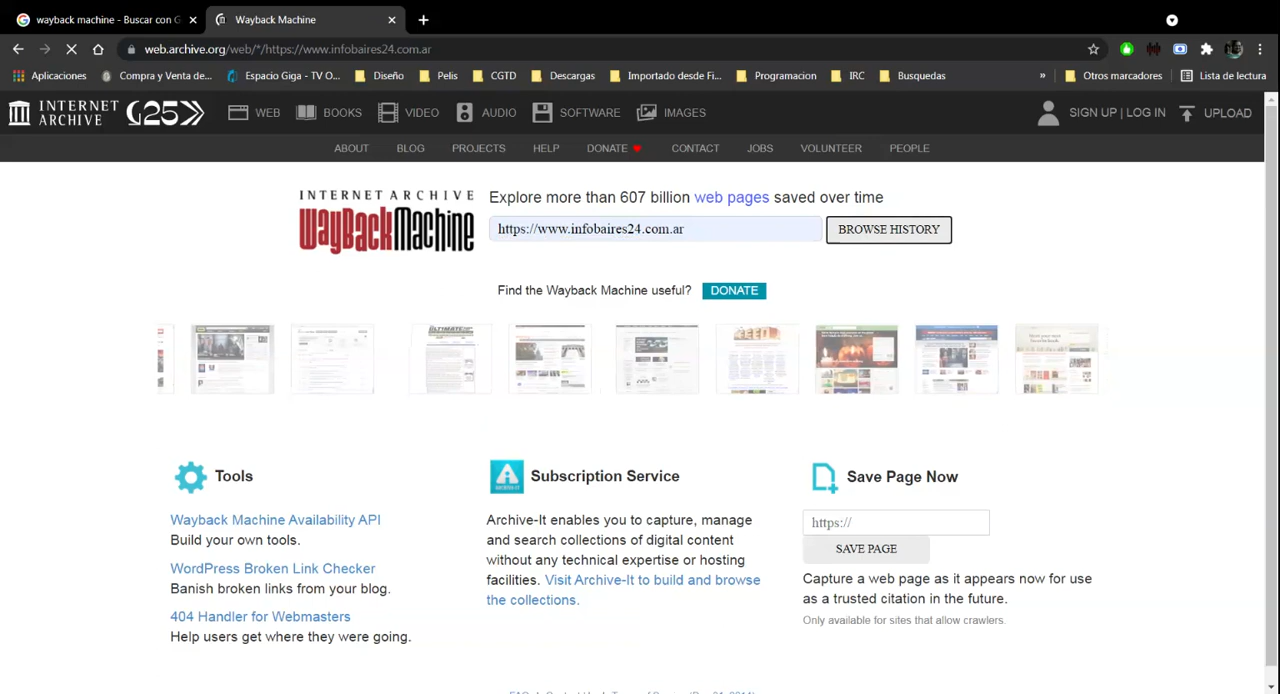 wayback machine - Buscar con G
Wayback Machine
web.archive.org/web/*/https://www.infobaires24.com.ar
Aplicaciones
Compra y Venta de...
Espacio Giga - TV O...
Diseño
Pelis
CGTD
Descargas
Importado desde Fi...
Programacion
IRC
Busquedas
»
Otros marcadores
Lista de lectura
INTERNET
ARCHIVE
25
WEB
BOOKS
VIDEO
AUDIO
SOFTWARE
IMAGES
SIGN UP | LOG IN
UPLOAD
ABOUT
BLOG
PROJECTS
HELP
DONATE
CONTACT
JOBS
VOLUNTEER
PEOPLE
INTERNET ARCHIVE
WayBackMachine
Explore more than 607 billion web pages saved over time
https://www.infobaires24.com.ar
BROWSE HISTORY
Find the Wayback Machine useful?
DONATE
Tools
Wayback Machine Availability API
Build your own tools.
WordPress Broken Link Checker
Banish broken links from your blog.
404 Handler for Webmasters
Help users get where they were going.
Subscription Service
Archive-It enables you to capture, manage
and search collections of digital content
without any technical expertise or hosting
facilities. Visit Archive-It to build and browse
the collections.
Save Page Now
https://
SAVE PAGE
Capture a web page as it appears now for use
as a trusted citation in the future.
Only available for sites that allow crawlers.